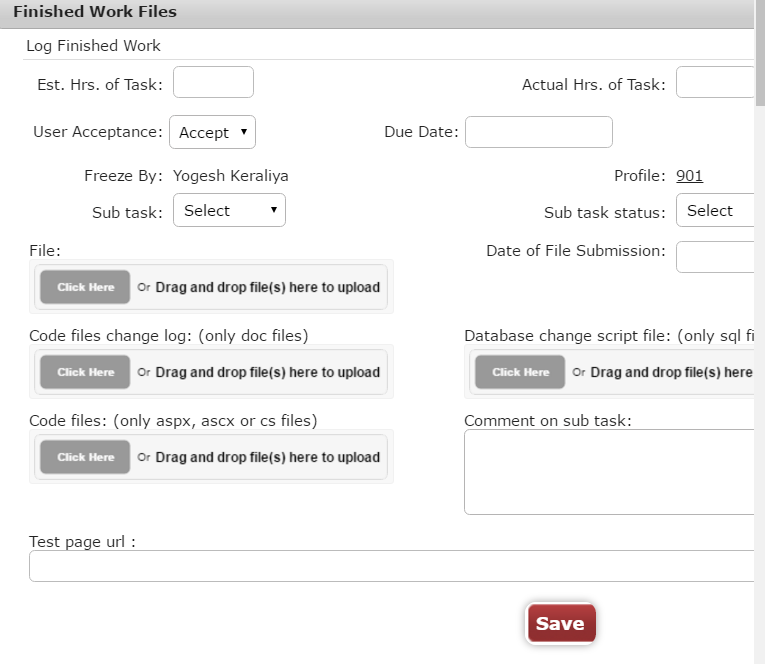 Finished Work Files
Log Finished Work
Est. Hrs. of Task: Actual Hrs. of Task:
User Acceptance: Accept Due Date:
Freeze By: Yogesh Keraliya Profile: 901
Sub task: Select Sub task status: Select
File: Date of File Submission:
Click Here Or Drag and drop file(s) here to upload
Code files change log: (only doc files) Database change script file: (only sql fi
Click Here Or Drag and drop file(s) here to upload Click Here Or Drag and drop file(s) here
Code files: (only aspx, ascx or cs files) Comment on sub task:
Click Here Or Drag and drop file(s) here to upload
Test page url :
Save